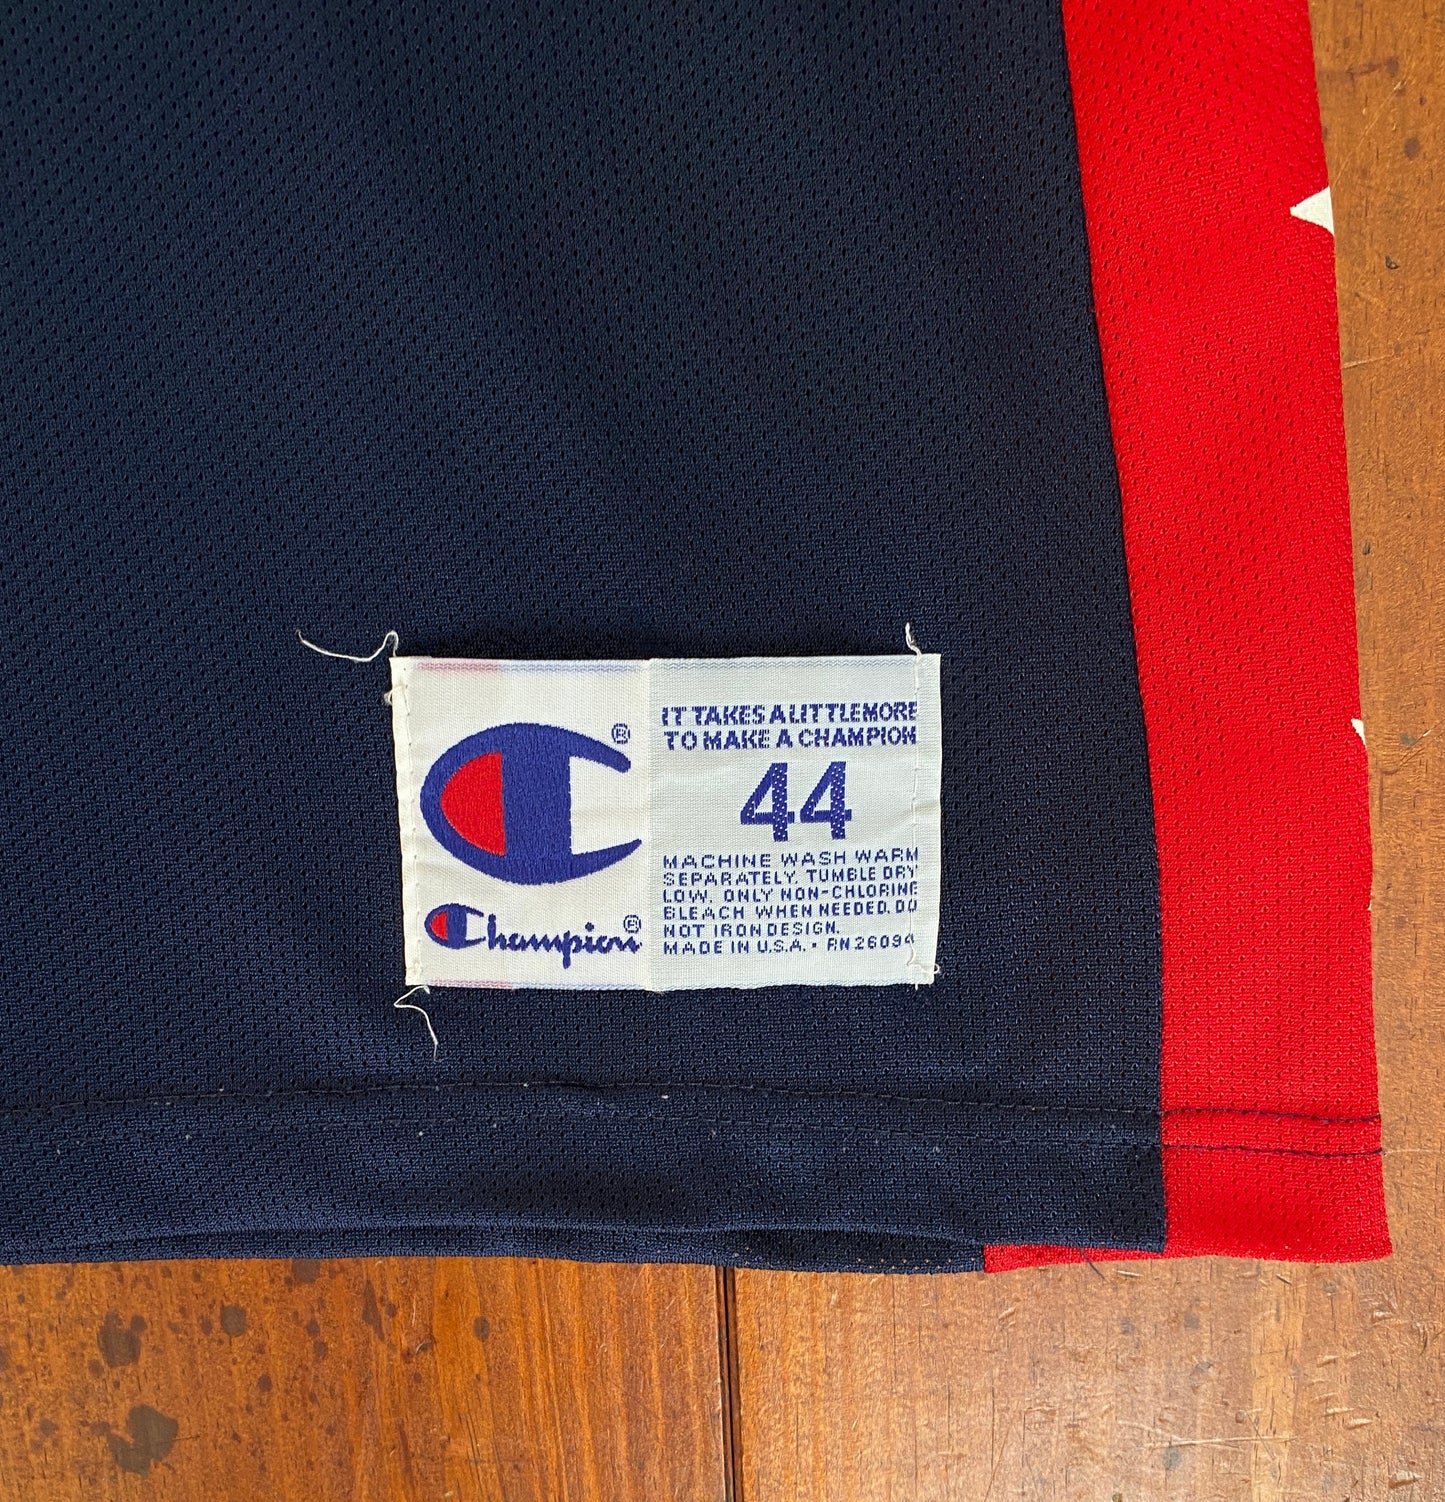 ®
Champion®
IT TAKES A LITTLE MORE
TO MAKE A CHAMPION
44
MACHINE WASH WARM
SEPARATELY. TUMBLE DRY
LOW. ONLY NON-CHLORINE
BLEACH WHEN NEEDED. DO
NOT IRON DESIGN.
MADE IN U.S.A. • RN 26094